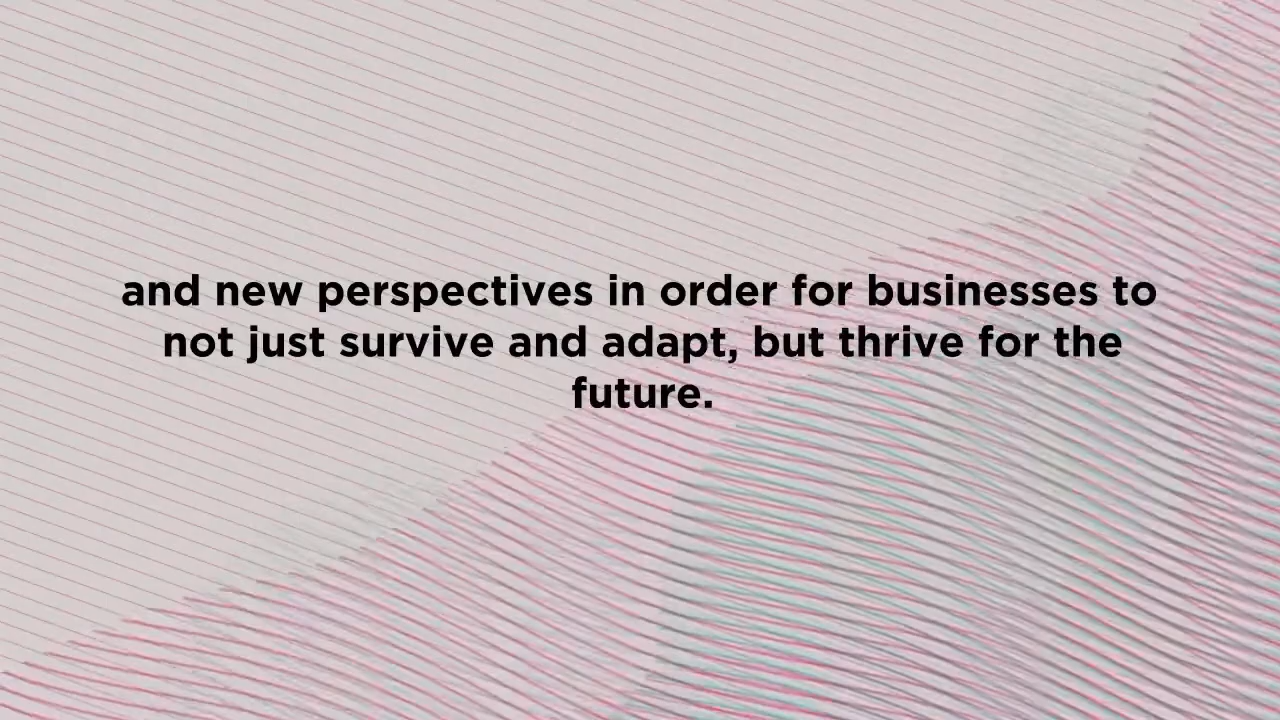 and new perspectives in order for businesses to
not just survive and adapt, but thrive for the
future.